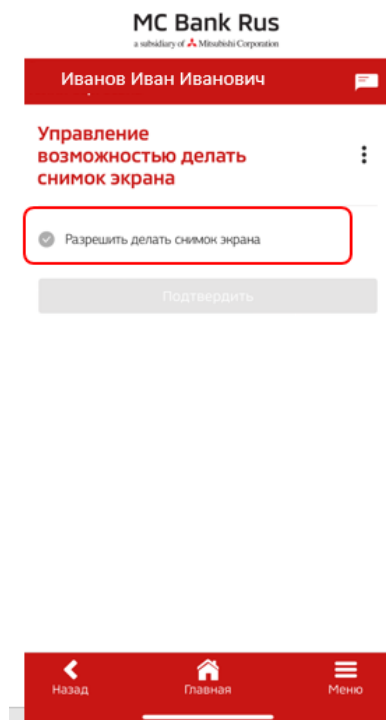 MC Bank Rus
a subsidiary of Mitsubishi Corporation
Иванов Иван Иванович
Управление
возможностью делать
снимок экрана
Разрешить делать снимок экрана
Подтвердить
Назад
Главная
Меню